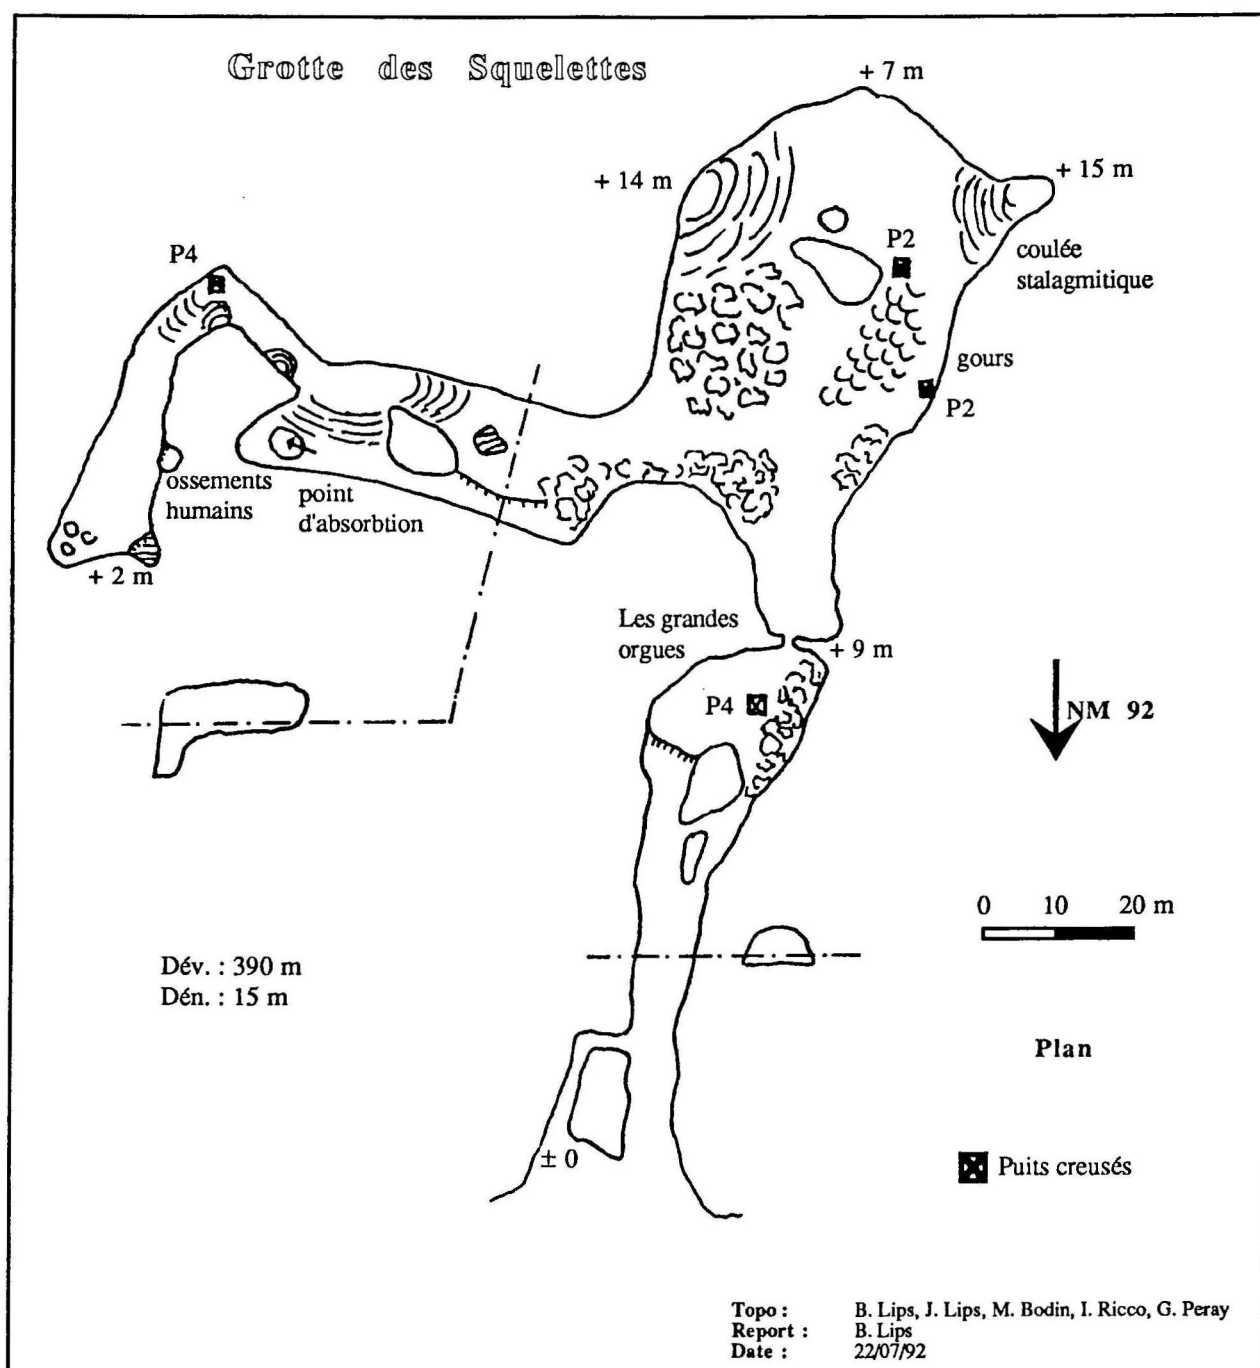 Grotte des Squelettes
+ 7 m
+ 14 m
+ 15 m
P4
P2
coulée
stalagmitique
gours
P2
ossements
humains
point
d'absorbtion
+ 2 m
Les grandes
orgues
+ 9 m
P4
NM 92
0 10 20 m
Dév. : 390 m
Dén. : 15 m
Plan
± 0
Puits creusés
Topo : B. Lips, J. Lips, M. Bodin, I. Ricco, G. Peray
Report : B. Lips
Date : 22/07/92